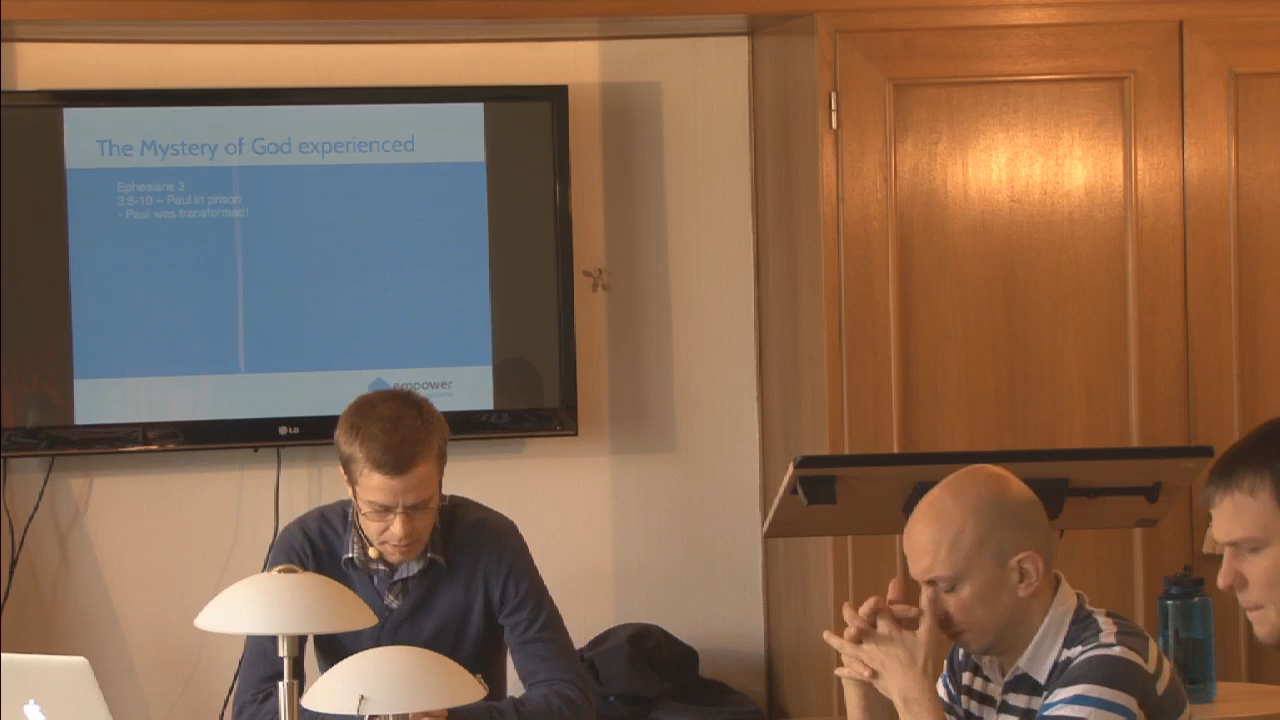 The Mystery of God experienced
Ephesians 3
3:8-10 – Paul in prison
- Paul was transformed!
empower
LG